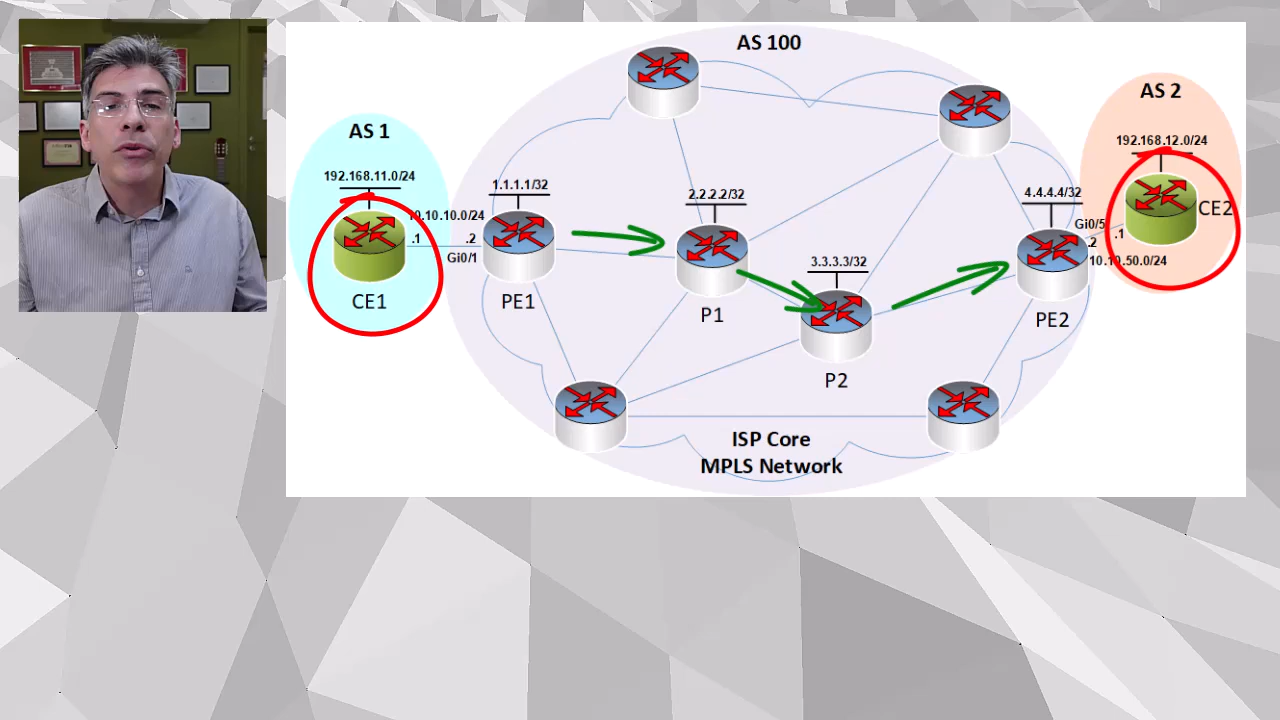 AS 100
AS 2
AS 1
192.168.12.0/24
192.168.11.0/24
1.1.1.1/32
2.2.2.2/32
4.4.4.4/32
CE2
10.10.10.0/24
Gi0/5
.1
.2
.2
.1
Gi0/1
3.3.3.3/32
10.10.50.0/24
CE1
PE1
P1
PE2
P2
ISP Core
MPLS Network